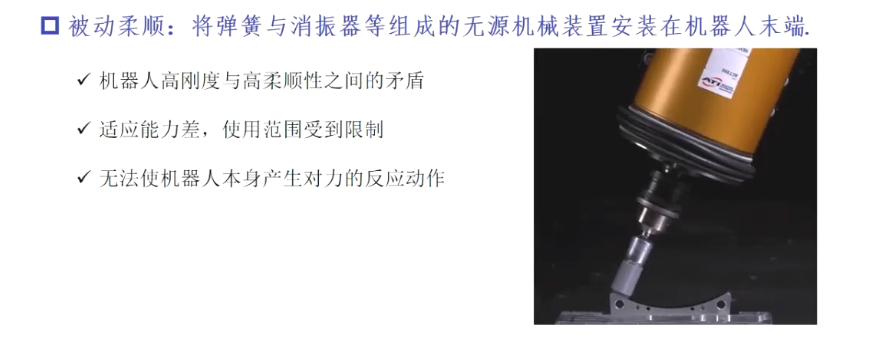 被动柔顺：将弹簧与消振器等组成的无源机械装置安装在机器人末端.
✓ 机器人高刚度与高柔顺性之间的矛盾
✓ 适应能力差，使用范围受到限制
✓ 无法使机器人本身产生对力的反应动作
ATI